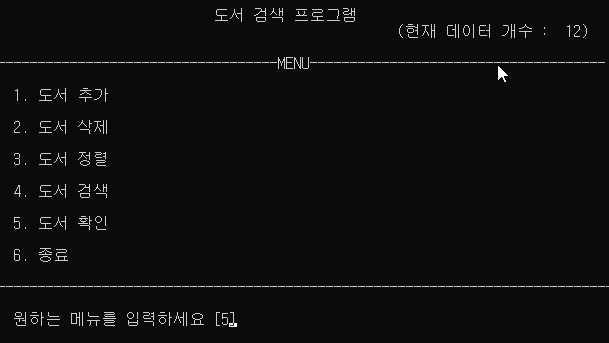 도서 검색 프로그램
(현재 데이터 개수 : 12)
MENU
1. 도서 추가
2. 도서 삭제
3. 도서 정렬
4. 도서 검색
5. 도서 확인
6. 종료
원하는 메뉴를 입력하세요 [5]